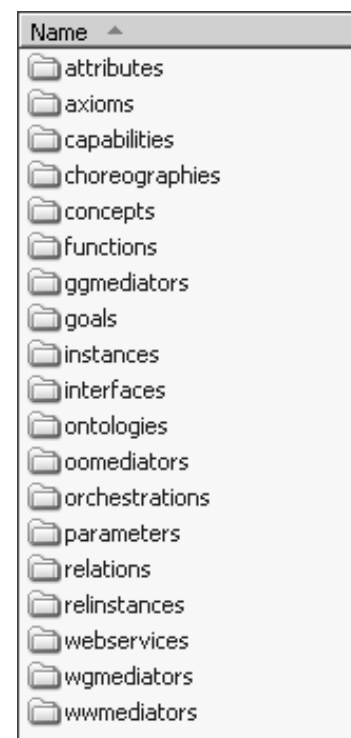 Name
attributes
axioms
capabilities
choreographies
concepts
functions
ggmediators
goals
instances
interfaces
ontologies
oomediators
orchestrations
parameters
relations
relinstances
webservices
wgmediators
wwmediators